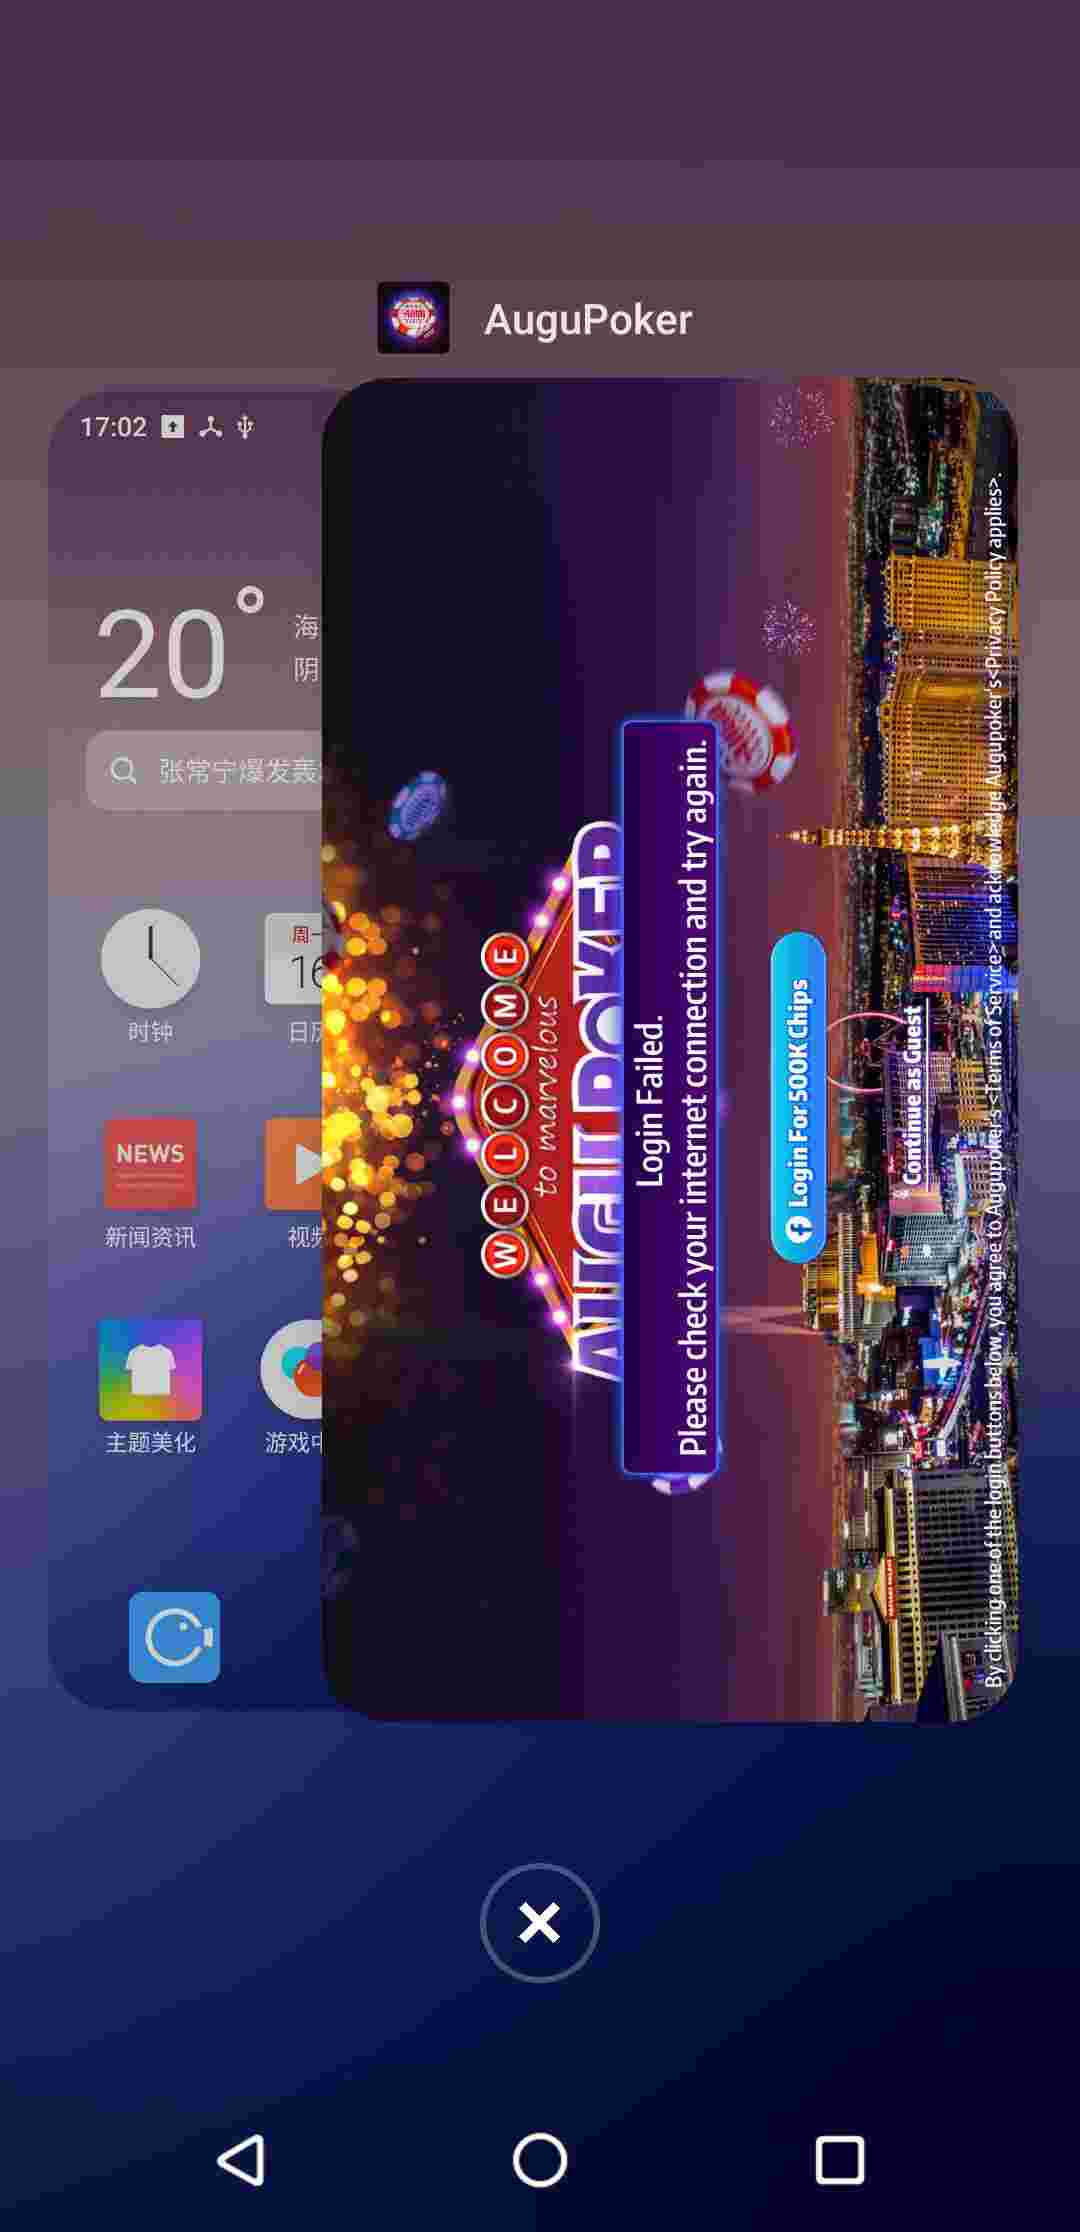 AuguPoker
17:02
20°
海
阴
张常宁爆发轰
周一
16
时钟
日历
NEWS
新闻资讯
视频
主题美化
游戏中
WELCOME
to marvelous
AUGUPOKER
Login Failed.
Please check your internet connection and try again.
Login For 500K Chips
Continue as Guest
By clicking one of the login buttons below, you agree to Augupoker's<Terms of Service> and acknowledge Augupoker's<Privacy Policy applies>.